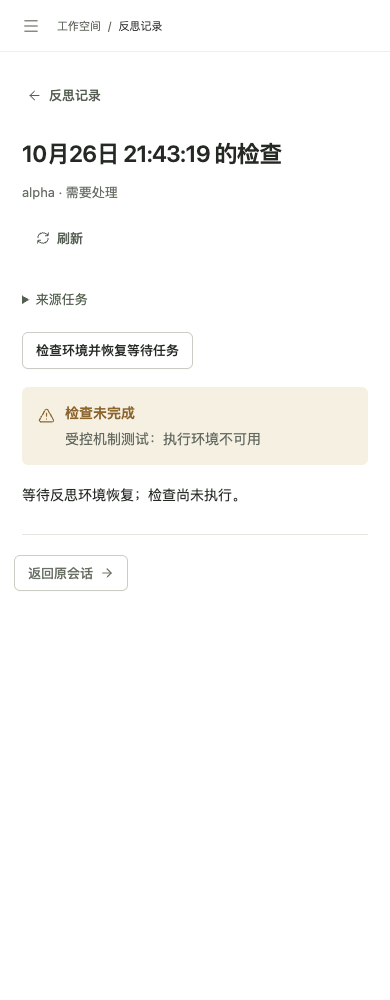 工作空间 / 反思记录
反思记录
10月26日 21:43:19 的检查
alpha · 需要处理
刷新
来源任务
检查环境并恢复等待任务
检查未完成
受控机制测试：执行环境不可用
等待反思环境恢复；检查尚未执行。
返回原会话